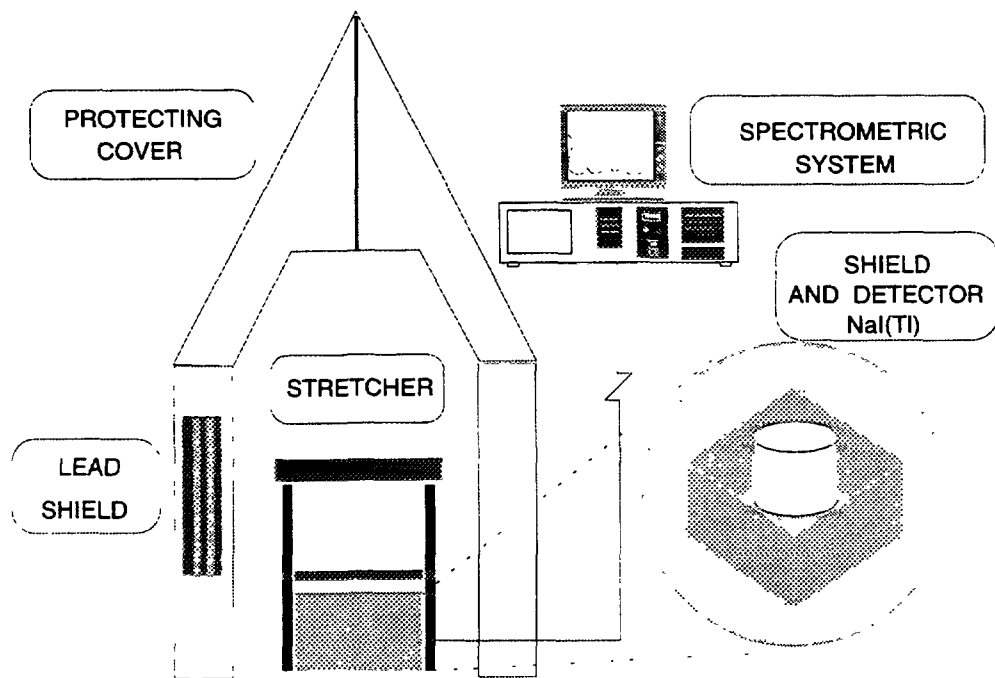 PROTECTING
COVER
SPECTROMETRIC
SYSTEM
SHIELD
AND DETECTOR
NaI(Tl)
STRETCHER
LEAD
SHIELD